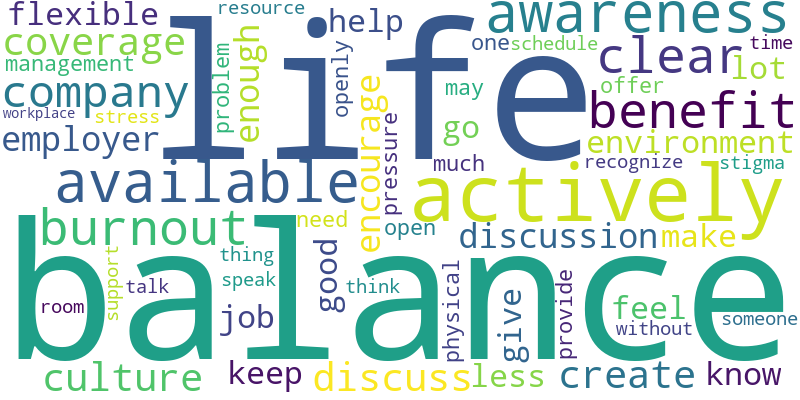 flexible
resource
help
awareness
life
coverage
enough
openly
one
schedule
clear
time
management
problem
lot
company
encourage
may
offer
benefit
workplace
stress
pressure
go
environment
employer
much
recognize
stigma
available
actively
burnout
need
open
discussion
make
balance
thing
good
speak
think
support
talk
room
job
physical
give
provide
feel
without
someone
culture
keep
discuss
less
create
know